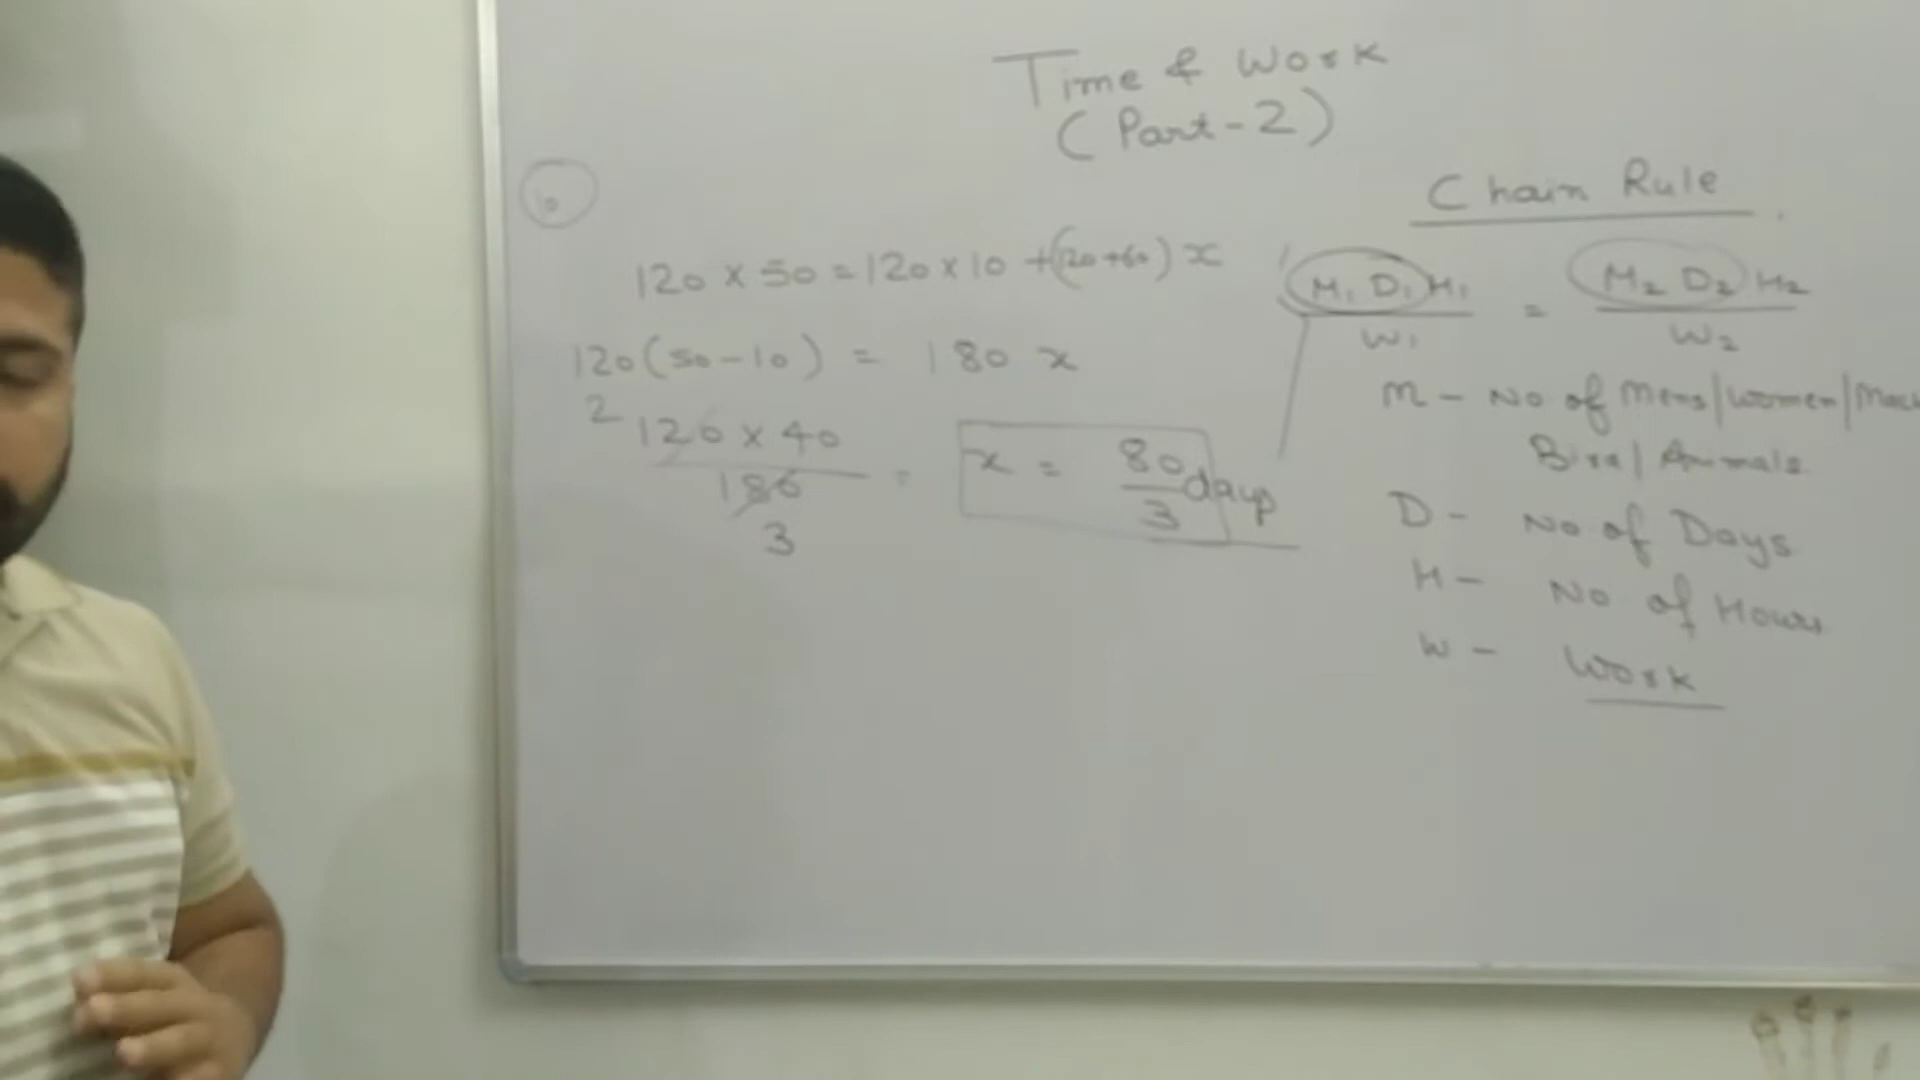 Time & Work
(Part-2)
120 x 50 = 120 x 10 + (120+60) x
120(50-10) = 180 x
2
120 x 40
180
3
=
x = 80/3 days
Chain Rule
M₁ D₁ H₁ / W₁ = M₂ D₂ H₂ / W₂
M - No of Mens/Women/
Bird/Animals
D - No of Days
H - No of Hours
W - Work